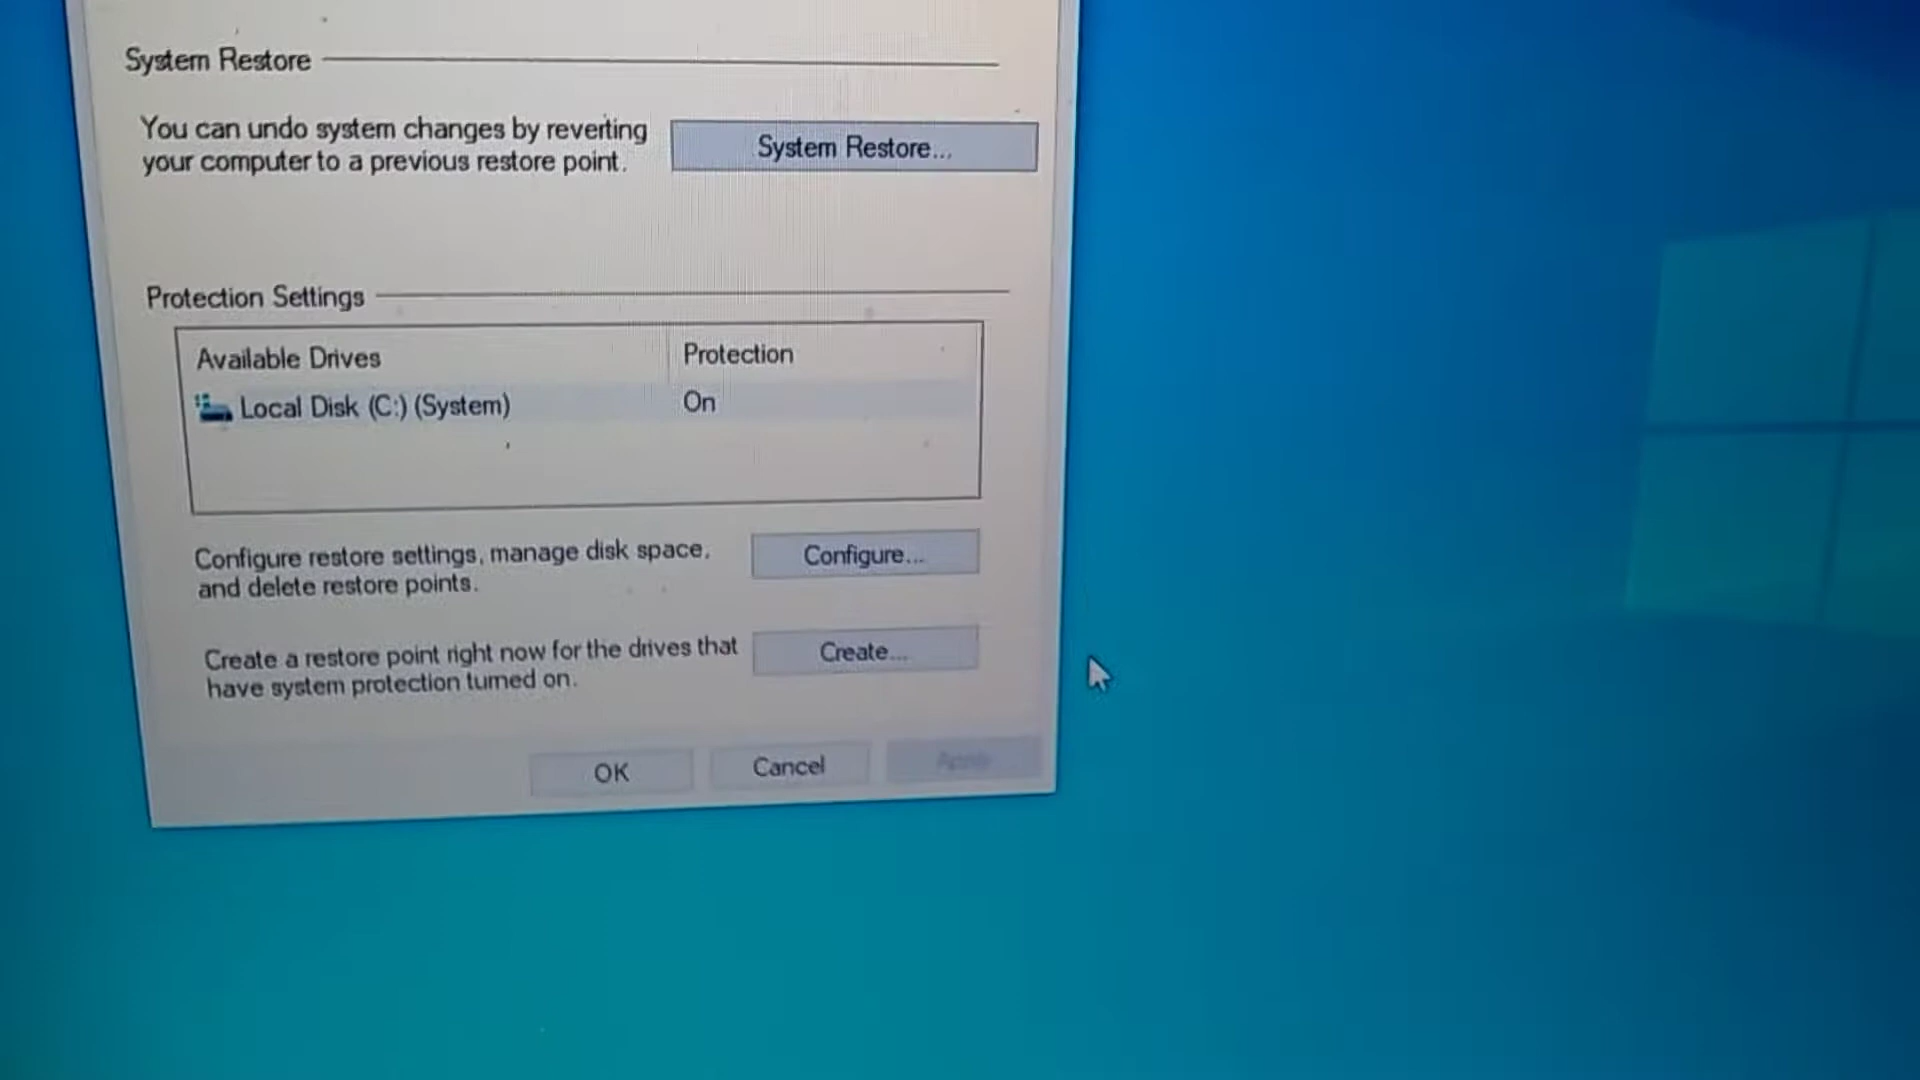 System Restore
You can undo system changes by reverting
your computer to a previous restore point.
System Restore...
Protection Settings
Available Drives
Protection
Local Disk (C:) (System)
On
Configure restore settings, manage disk space,
and delete restore points.
Configure...
Create a restore point right now for the drives that
have system protection turned on.
Create...
OK
Cancel
Apply